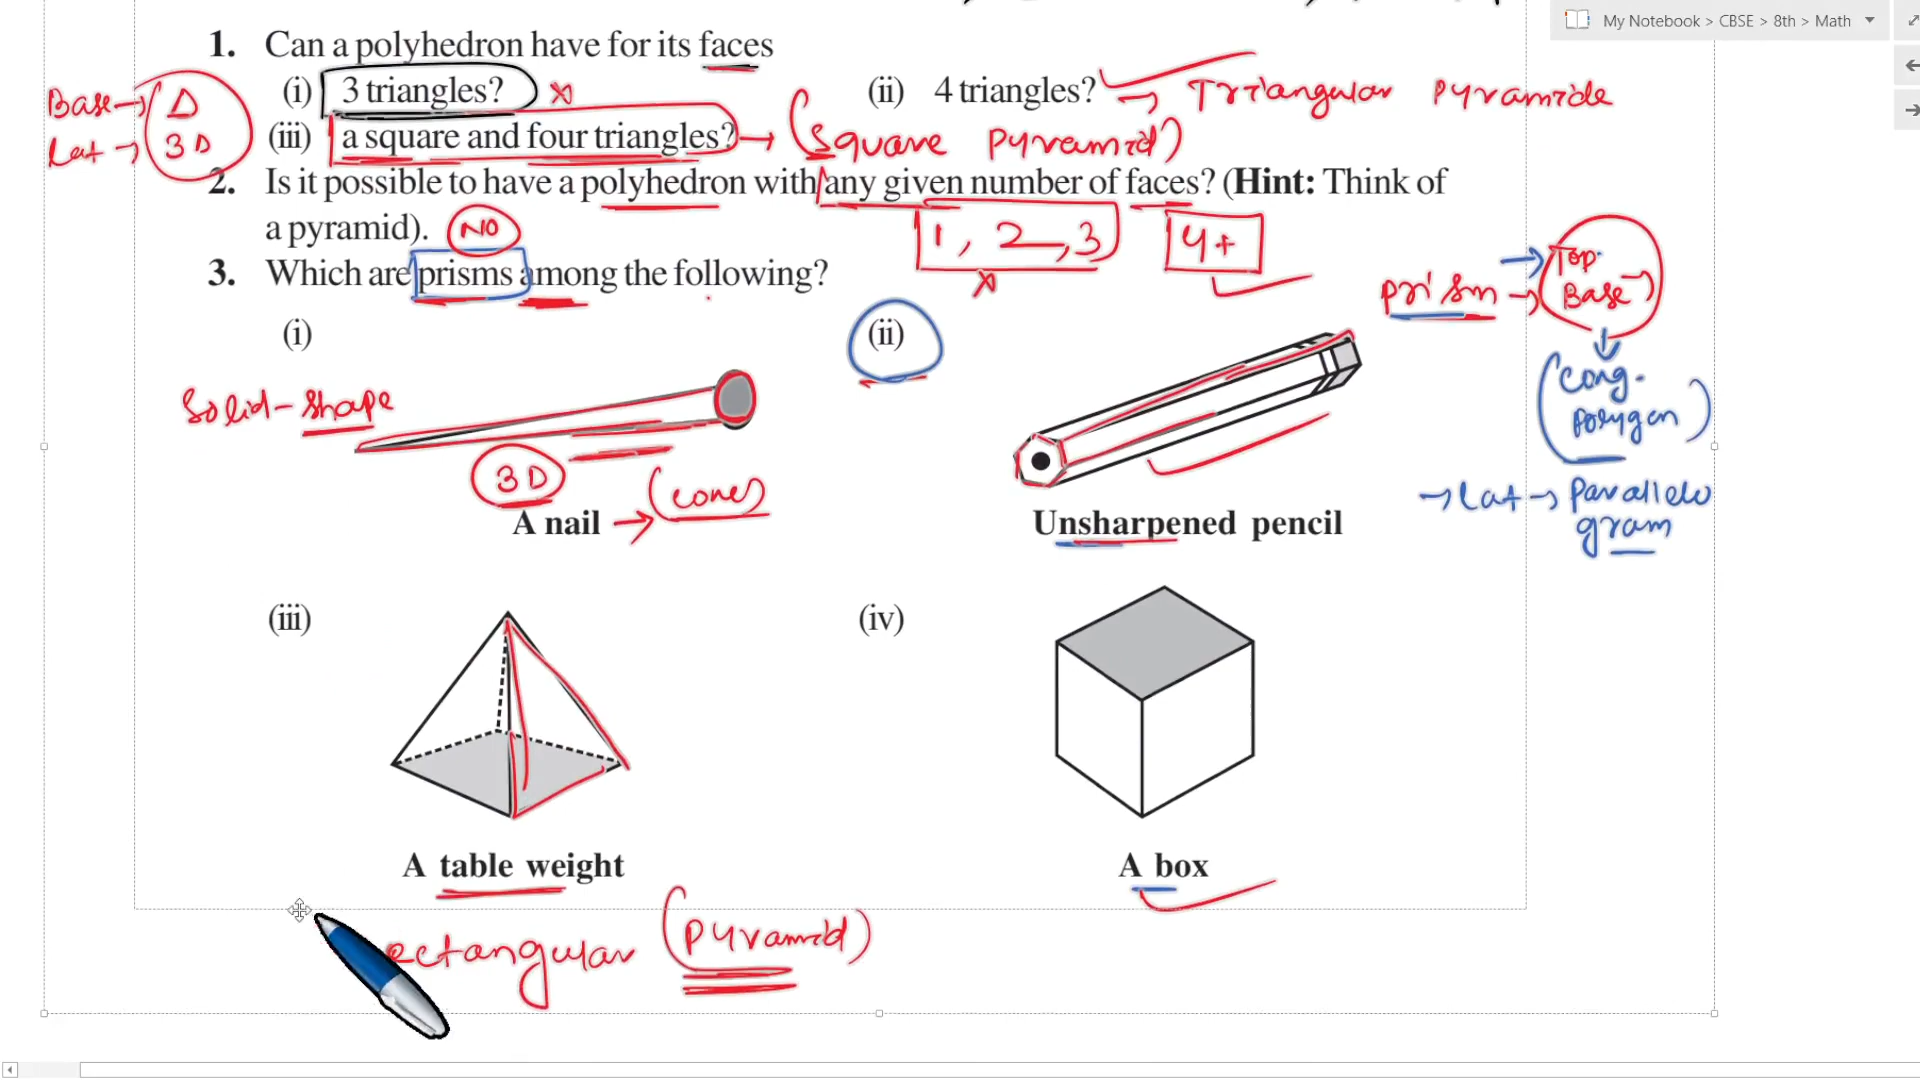 My Notebook > CBSE > 8th > Math
1. Can a polyhedron have for its faces
(i) 3 triangles? × (ii) 4 triangles? → Triangular Pyramide
Base → Δ
Lat → 3 Δ
(iii) a square and four triangles? → (Square Pyramid)
2. Is it possible to have a polyhedron with any given number of faces? (Hint: Think of
a pyramid). NO 1, 2, 3 × 4+
3. Which are prisms among the following?
Prism → Top
Base
(Cong.
Polygon)
→ Lat → Parallelo
gram
(i) (ii)
Solid-shape
3D
(cone)
A nail → Unsharpened pencil
(iii) (iv)
A table weight A box
ectangular (Pyramid)